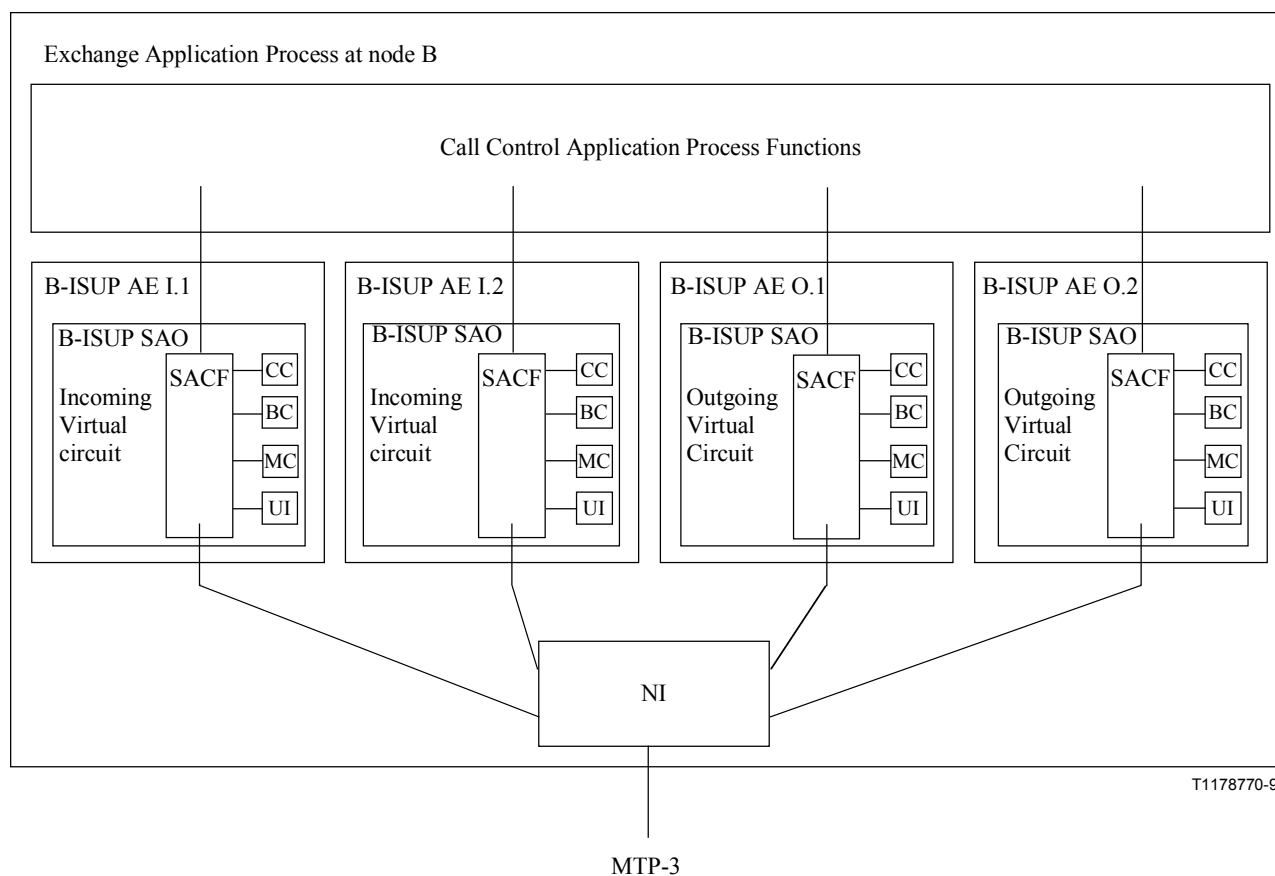 Exchange Application Process at node B
Call Control Application Process Functions
B-ISUP AE I.1
B-ISUP SAO
SACF
Incoming
Virtual
circuit
CC
BC
MC
UI
B-ISUP AE I.2
B-ISUP SAO
SACF
Incoming
Virtual
circuit
CC
BC
MC
UI
B-ISUP AE O.1
B-ISUP SAO
SACF
Outgoing
Virtual
Circuit
CC
BC
MC
UI
B-ISUP AE O.2
B-ISUP SAO
SACF
Outgoing
Virtual
Circuit
CC
BC
MC
UI
NI
T1178770-9
MTP-3